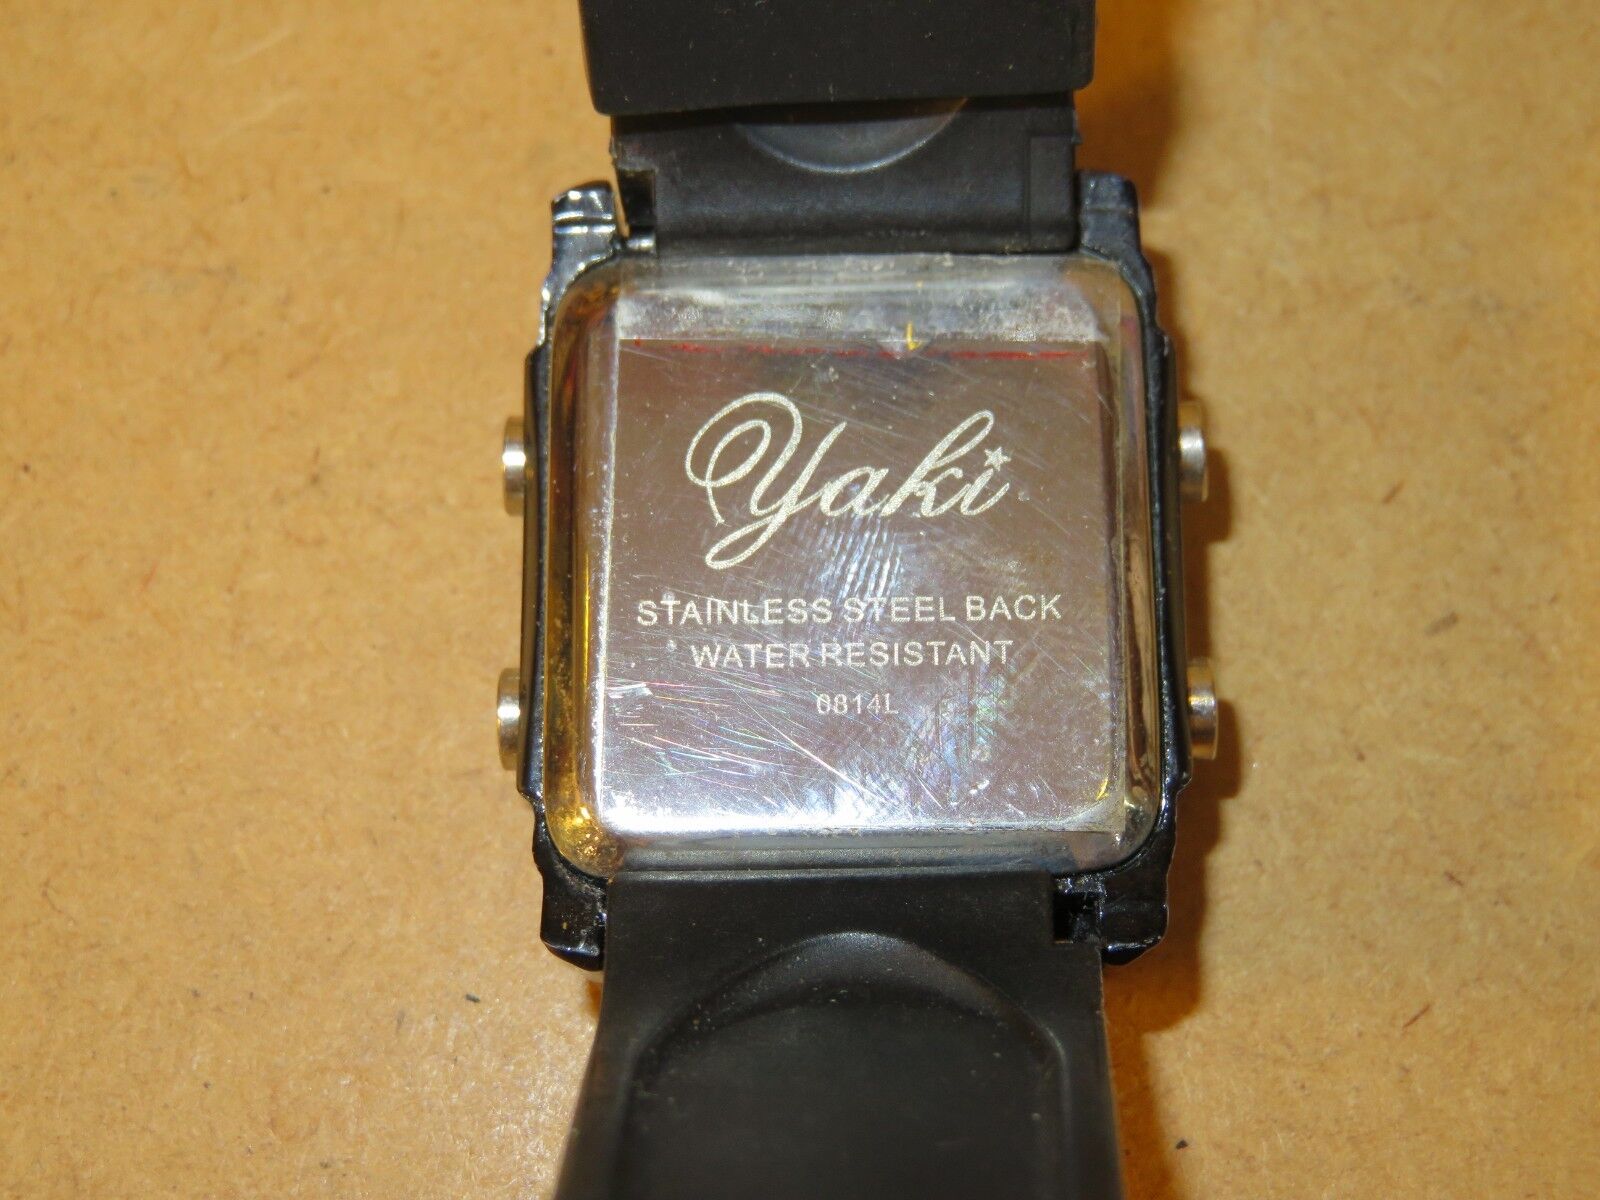 Yaki
STAINLESS STEEL BACK
WATER RESISTANT
0814L